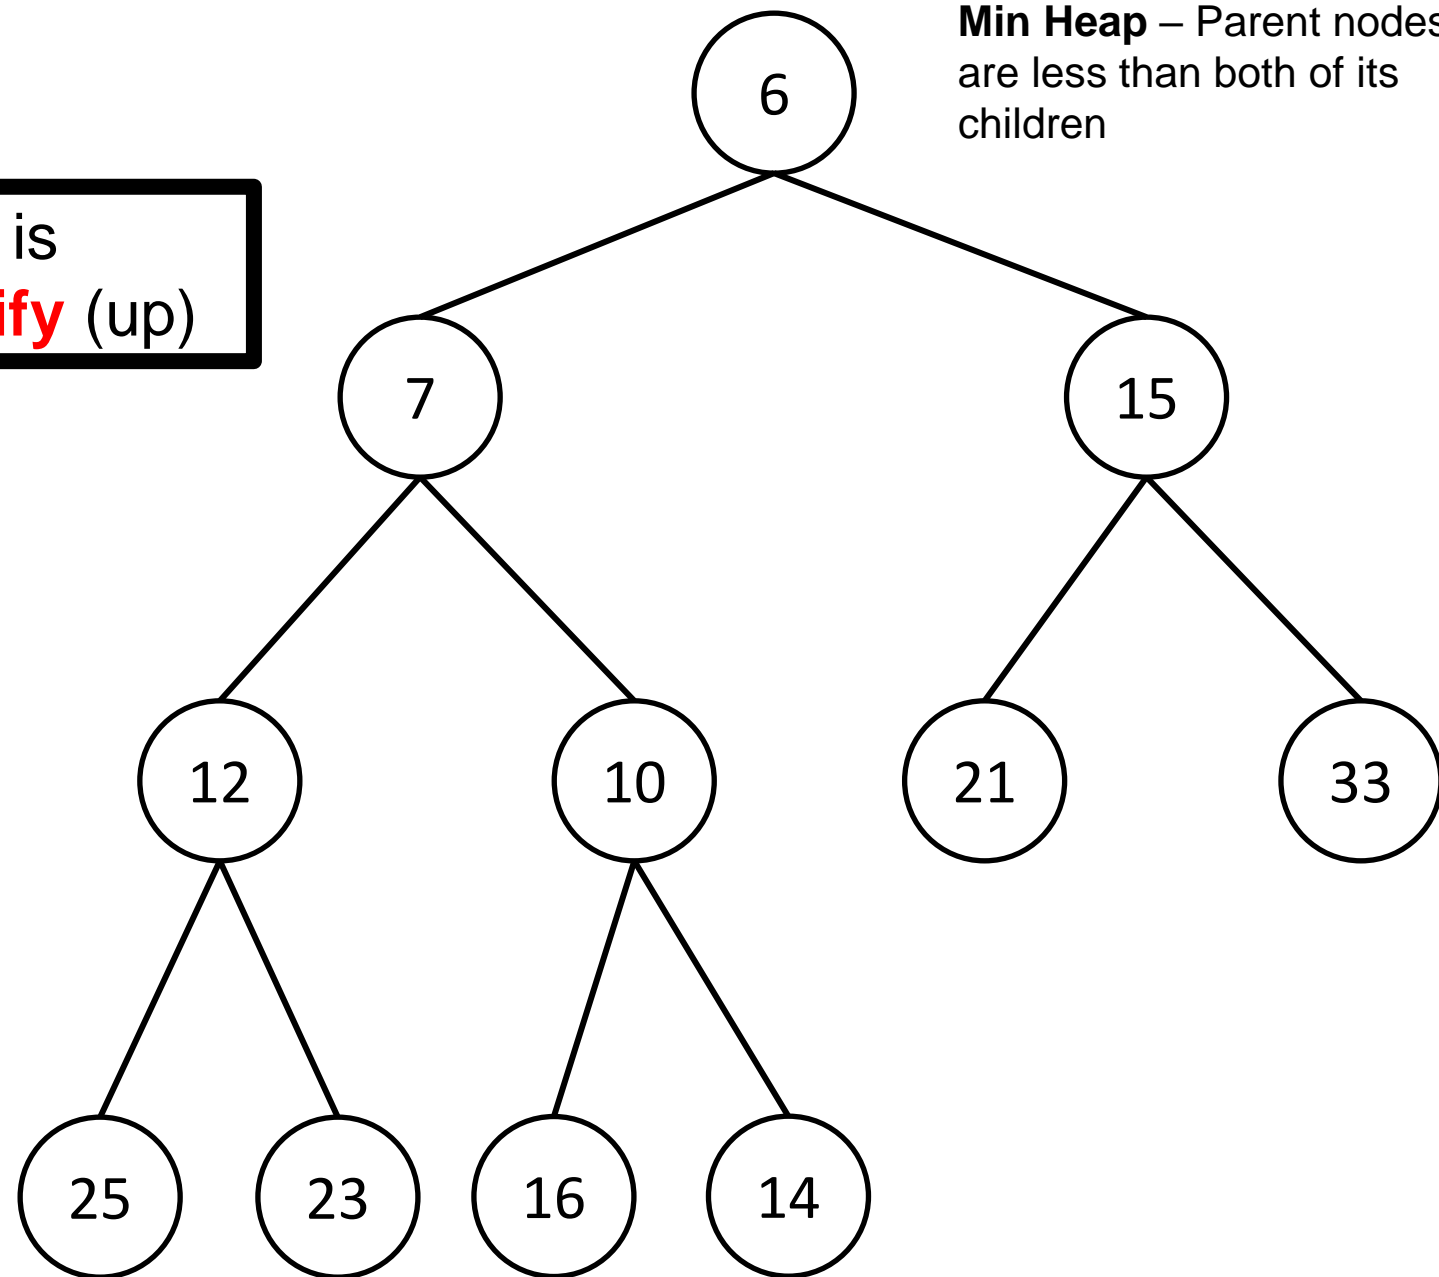 Min Heap – Parent nodes
are less than both of its
children
6
is
ify (up)
7
15
12
10
21
33
25
23
16
14